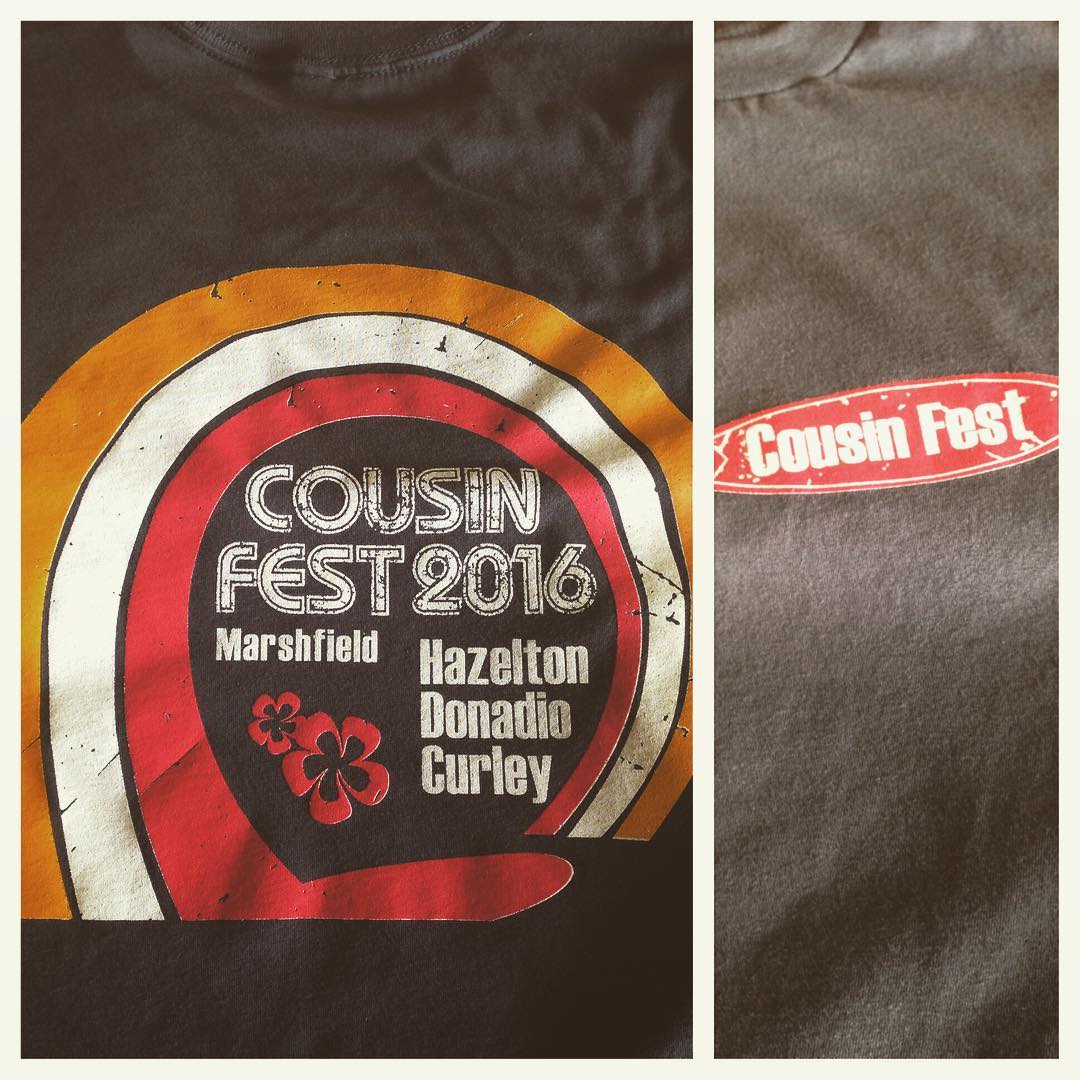 COUSIN
FEST 2016
Marshfield
Hazelton
Donadio
Curley
Cousin Fest